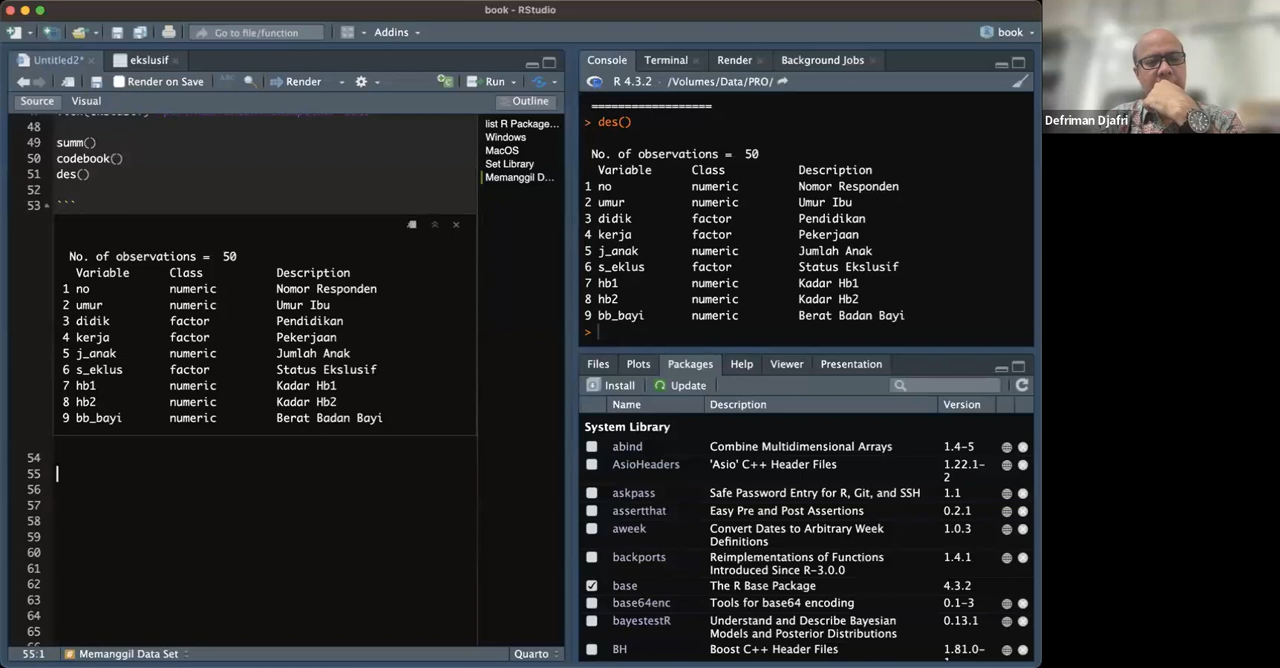 book - RStudio
Go to file/function
Addins
book
Untitled2*
ekslusif
Render on Save
ABC
Render
Run
Source
Visual
Outline
48
49 summ()
50 codebook()
51 des()
52
53 ```
list R Package...
Windows
MacOS
Set Library
Memanggil D...
No. of observations = 50
Variable Class Description
1 no numeric Nomor Responden
2 umur numeric Umur Ibu
3 didik factor Pendidikan
4 kerja factor Pekerjaan
5 j_anak numeric Jumlah Anak
6 s_eklus factor Status Ekslusif
7 hb1 numeric Kadar Hb1
8 hb2 numeric Kadar Hb2
9 bb_bayi numeric Berat Badan Bayi
54
55
56
57
58
59
60
61
62
63
64
65
55:1 Memanggil Data Set Quarto
Console Terminal Render Background Jobs
R 4.3.2 · /Volumes/Data/PRO/
==================
> des()
No. of observations = 50
Variable Class Description
1 no numeric Nomor Responden
2 umur numeric Umur Ibu
3 didik factor Pendidikan
4 kerja factor Pekerjaan
5 j_anak numeric Jumlah Anak
6 s_eklus factor Status Ekslusif
7 hb1 numeric Kadar Hb1
8 hb2 numeric Kadar Hb2
9 bb_bayi numeric Berat Badan Bayi
>
Files Plots Packages Help Viewer Presentation
Install Update
Name Description Version
System Library
abind Combine Multidimensional Arrays 1.4-5
AsioHeaders 'Asio' C++ Header Files 1.22.1-
2
askpass Safe Password Entry for R, Git, and SSH 1.1
assertthat Easy Pre and Post Assertions 0.2.1
aweek Convert Dates to Arbitrary Week 1.0.3
Definitions
backports Reimplementations of Functions 1.4.1
Introduced Since R-3.0.0
base The R Base Package 4.3.2
base64enc Tools for base64 encoding 0.1-3
bayestestR Understand and Describe Bayesian 0.13.1
Models and Posterior Distributions
BH Boost C++ Header Files 1.81.0-
Defriman Djafri